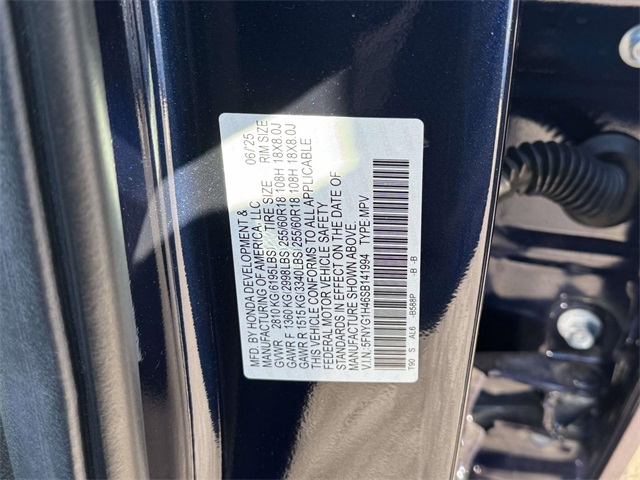 MFD. BY HONDA DEVELOPMENT &
MANUFACTURING OF AMERICA, LLC 06/25
GVWR 2810 KG/6195LBS TIRE SIZE RIM SIZE
GAWR F 1360 KG/2998LBS 255/60R18 108H 18X8.0J
GAWR R 1515 KG/3340LBS 255/60R18 108H 18X8.0J
THIS VEHICLE CONFORMS TO ALL APPLICABLE
FEDERAL MOTOR VEHICLE SAFETY
STANDARDS IN EFFECT ON THE DATE OF
MANUFACTURE SHOWN ABOVE.
V.I.N.: 5FNYG1H46SB141994 TYPE:MPV
T90 S AL6 -B588P -B -B